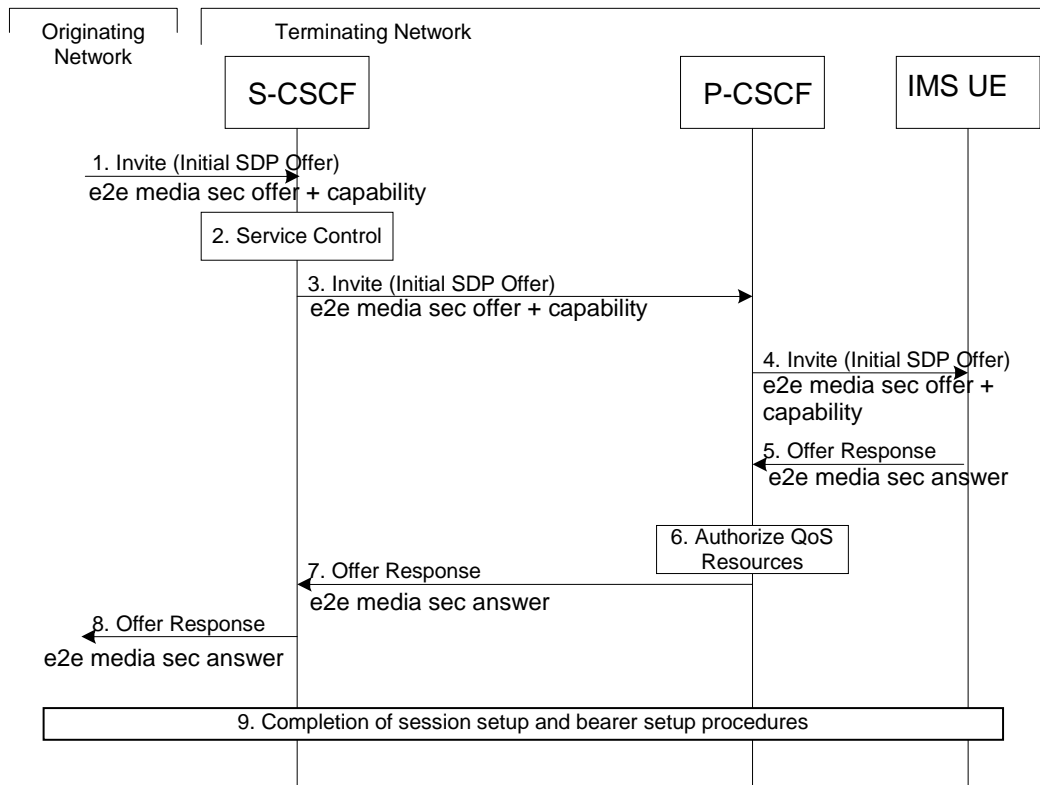 Originating
Network
Terminating Network
S-CSCF
P-CSCF
IMS UE
1. Invite (Initial SDP Offer)
e2e media sec offer + capability
2. Service Control
3. Invite (Initial SDP Offer)
e2e media sec offer + capability
4. Invite (Initial SDP Offer)
e2e media sec offer +
capability
5. Offer Response
e2e media sec answer
6. Authorize QoS
Resources
7. Offer Response
e2e media sec answer
8. Offer Response
e2e media sec answer
9. Completion of session setup and bearer setup procedures